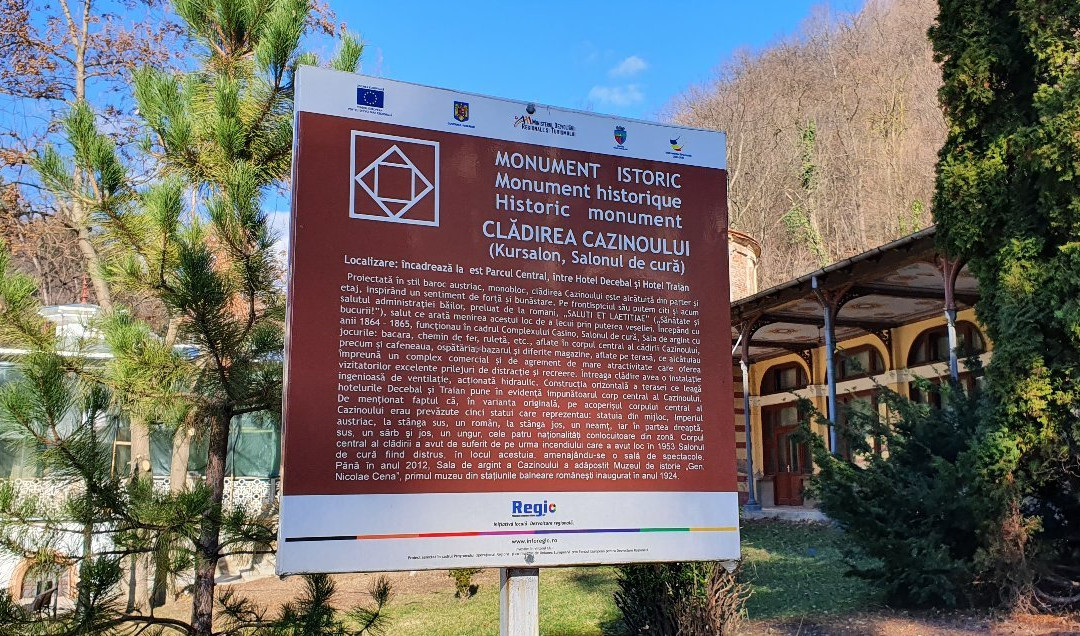 MINISTERUL DEZVOLTĂRII
REGIONALE ȘI TURISMULUI
MONUMENT ISTORIC
Monument historique
Historic monument
CLĂDIREA CAZINOULUI
(Kursalon, Salonul de cură)
Localizare: încadrează la est Parcul Central, între Hotel Decebal și Hotel Traian
Proiectată în stil baroc austriac, monobloc, clădirea Cazinoului este alcătuită din parter și
etaj, inspirând un sentiment de forță și bunăstare. Pe frontispiciul său putem citi și acum
salutul administrației băilor, preluat de la romani, „SALUTI ET LAETITIAE" („Sănătate și
bucurii!"), salut ce arată menirea acestui loc de a lecui prin puterea veseliei. Începând cu
anii 1864 - 1865, funcționau în cadrul Complexului Casino, Salonul de cură, Sala de argint cu
jocurile: bacara, chemin de fer, ruletă, etc., aflate în corpul central al clădirii Cazinoului,
precum și cafeneaua, ospătăria, bazarul și diferite magazine, aflate pe terasă, ce alcătuiau
împreună un complex comercial și de agrement de mare atractivitate care oferea
vizitatorilor excelente prilejuri de distracție și recreere. Întreaga clădire avea o instalație
ingenioasă de ventilație, acționată hidraulic. Construcția orizontală a terasei ce leagă
hotelurile Decebal și Traian pune în evidență impunătoarul corp central al Cazinoului.
De menționat faptul că, în varianta originală, pe acoperișul corpului central al
Cazinoului erau prevăzute cinci statui care reprezentau: statuia din mijloc, Imperiul
austriac, la stânga sus, un român, la stânga jos, un neamț, iar în partea dreaptă,
sus, un sârb și jos, un ungur, cele patru naționalități conlocuitoare din zonă. Corpul
central al clădirii a avut de suferit de pe urma incendiului care a avut loc în 1953 Salonul
de cură fiind distrus, în locul acestuia, amenajându-se o sală de spectacole.
Până în anul 2012, Sala de argint a Cazinoului a adăpostit Muzeul de istorie „Gen.
Nicolae Cena", primul muzeu din stațiunile balneare românești inaugurat în anul 1924.
Regio
Inițiativă locală. Dezvoltare regională.
www.inforegio.ro